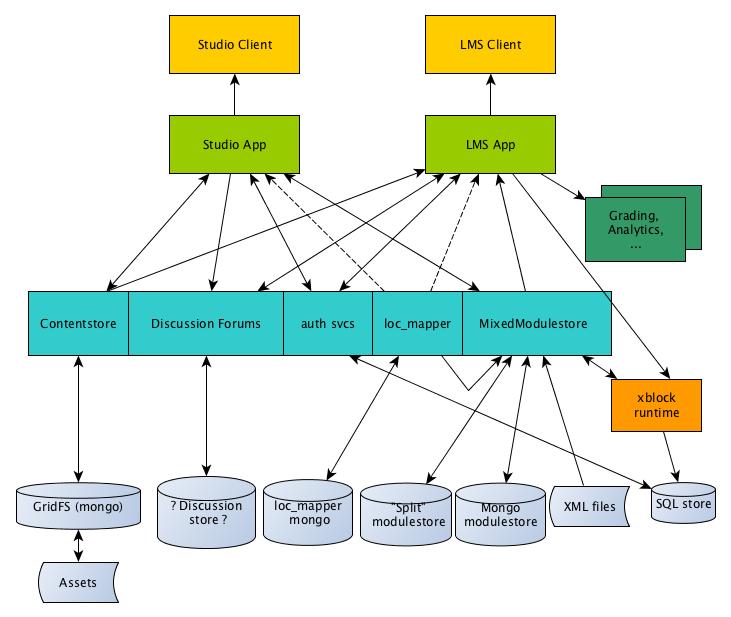 Studio Client
LMS Client
Studio App
LMS App
Grading,
Analytics,
...
Contentstore
Discussion Forums
auth svcs
loc_mapper
MixedModulestore
xblock
runtime
GridFS (mongo)
? Discussion
store ?
loc_mapper
mongo
"Split"
modulestore
Mongo
modulestore
XML files
SQL store
Assets